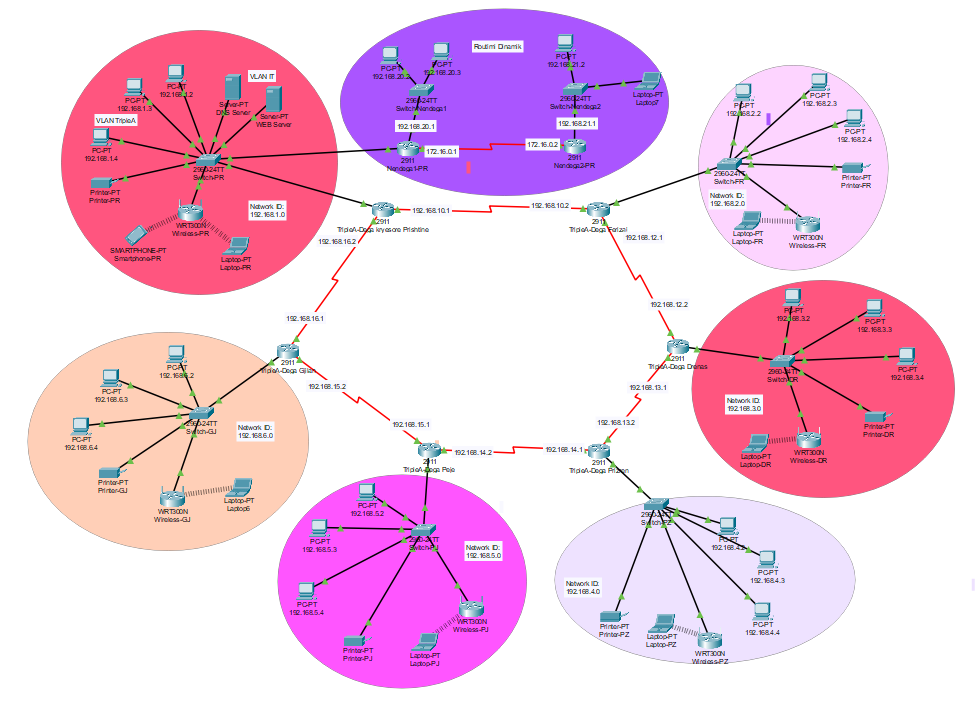 VLAN IT
VLAN TripleA
PC-PT
192.168.1.3
PC-PT
192.168.1.2
Server-PT
DNS Server
Server-PT
WEB Server
PC-PT
192.168.1.4
Printer-PT
Printer-PR
2960-24TT
Switch-PR
WRT300N
Wireless-PR
SMARTPHONE-PT
Smartphone-PR
Laptop-PT
Laptop-PR
Network ID:
192.168.1.0
Routimi Dinamik
PC-PT
192.168.20.2
PC-PT
192.168.20.3
2960-24TT
Switch-Nendega1
192.168.20.1
2911
Nendega1-PR
172.16.0.1
172.16.0.2
PC-PT
192.168.21.2
2960-24TT
Switch-Nendega2
Laptop-PT
Laptop7
192.168.21.1
2911
Nendega2-PR
PC-PT
192.168.2.2
PC-PT
192.168.2.3
PC-PT
192.168.2.4
Printer-PT
Printer-FR
2960-24TT
Switch-FR
Network ID:
192.168.2.0
Laptop-PT
Laptop-FR
WRT300N
Wireless-FR
2911
TripleA-Dega kryesore Prishtine
192.168.10.1
192.168.10.2
2911
TripleA-Dega Ferizaj
192.168.16.2
192.168.12.1
192.168.16.1
192.168.12.2
2911
TripleA-Dega Gjilan
2911
TripleA-Dega Drenas
192.168.15.2
192.168.13.1
192.168.15.1
192.168.13.2
2911
TripleA-Dega Peje
192.168.14.2
192.168.14.1
2911
TripleA-Dega Prizren
PC-PT
192.168.3.2
PC-PT
192.168.3.3
PC-PT
192.168.3.4
2960-24TT
Switch-DR
Network ID:
192.168.3.0
Printer-PT
Printer-DR
Laptop-PT
Laptop-DR
WRT300N
Wireless-DR
PC-PT
192.168.6.2
PC-PT
192.168.6.3
PC-PT
192.168.6.4
2960-24TT
Switch-GJ
Network ID:
192.168.6.0
Printer-PT
Printer-GJ
WRT300N
Wireless-GJ
Laptop-PT
Laptop6
PC-PT
192.168.5.2
PC-PT
192.168.5.3
PC-PT
192.168.5.4
2960-24TT
Switch-PJ
Network ID:
192.168.5.0
Printer-PT
Printer-PJ
Laptop-PT
Laptop-PJ
WRT300N
Wireless-PJ
2960-24TT
Switch-PZ
PC-PT
192.168.4.2
PC-PT
192.168.4.3
PC-PT
192.168.4.4
Network ID:
192.168.4.0
Printer-PT
Printer-PZ
Laptop-PT
Laptop-PZ
WRT300N
Wireless-PZ